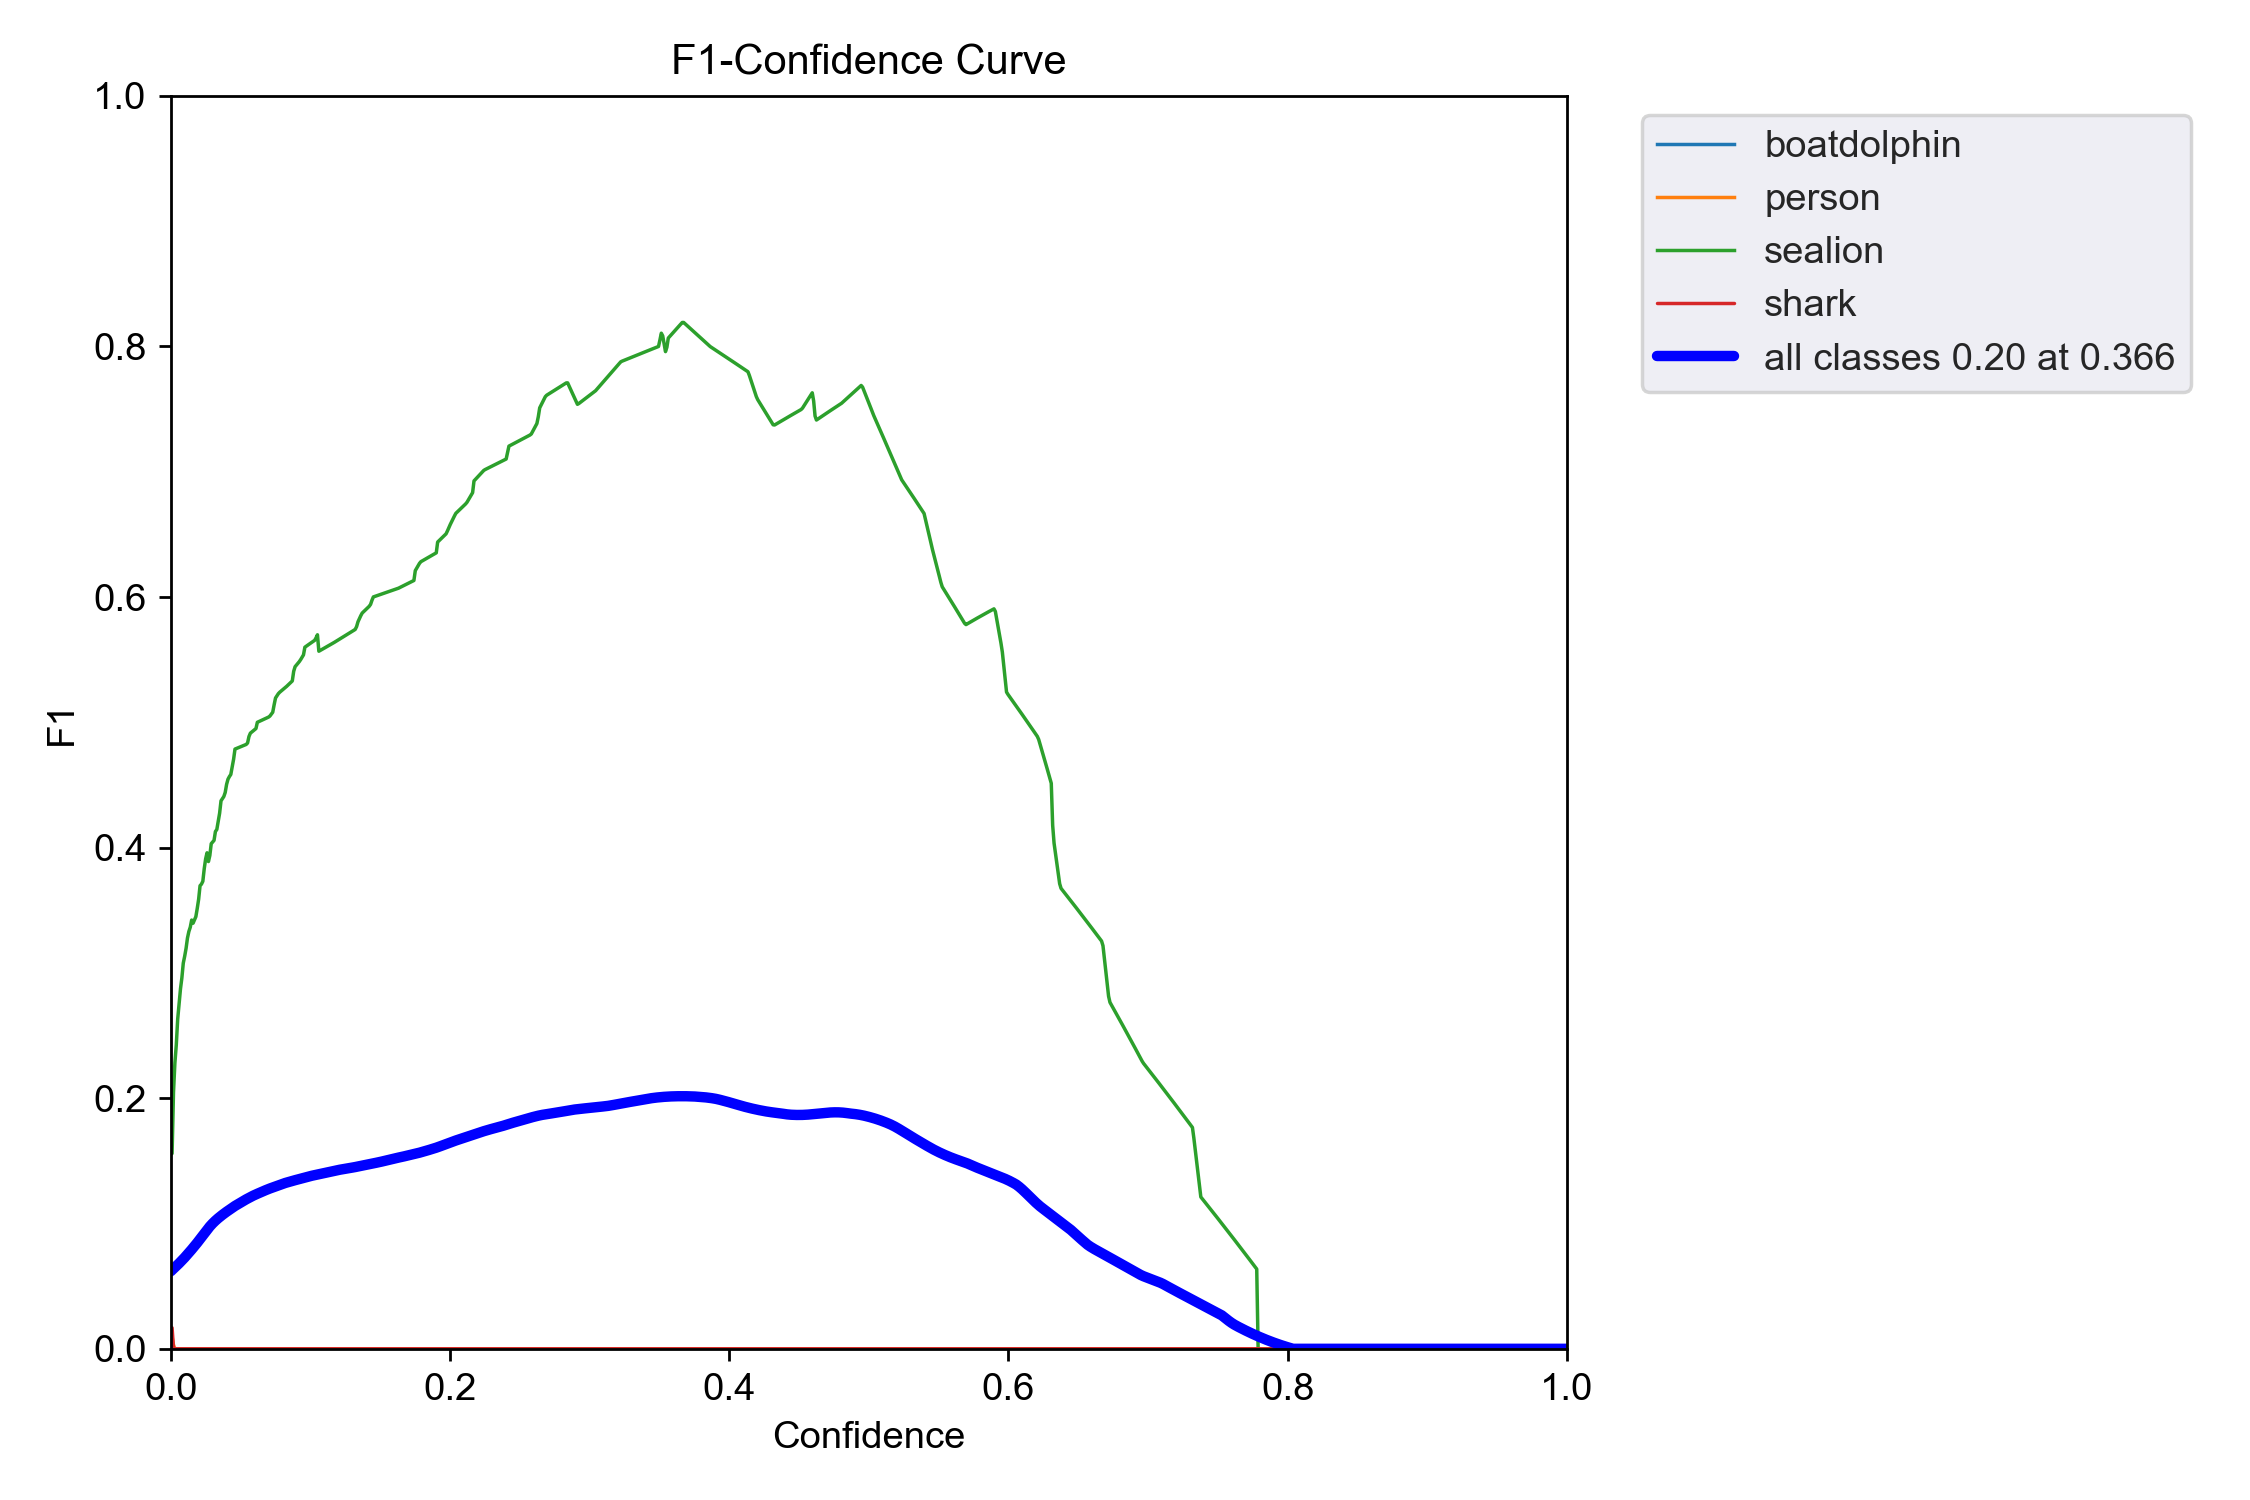 F1-Confidence Curve
1.0
0.8
0.6
0.4
0.2
0.0
F1
0.0 0.2 0.4 0.6 0.8 1.0
Confidence
boatdolphin
person
sealion
shark
all classes 0.20 at 0.366